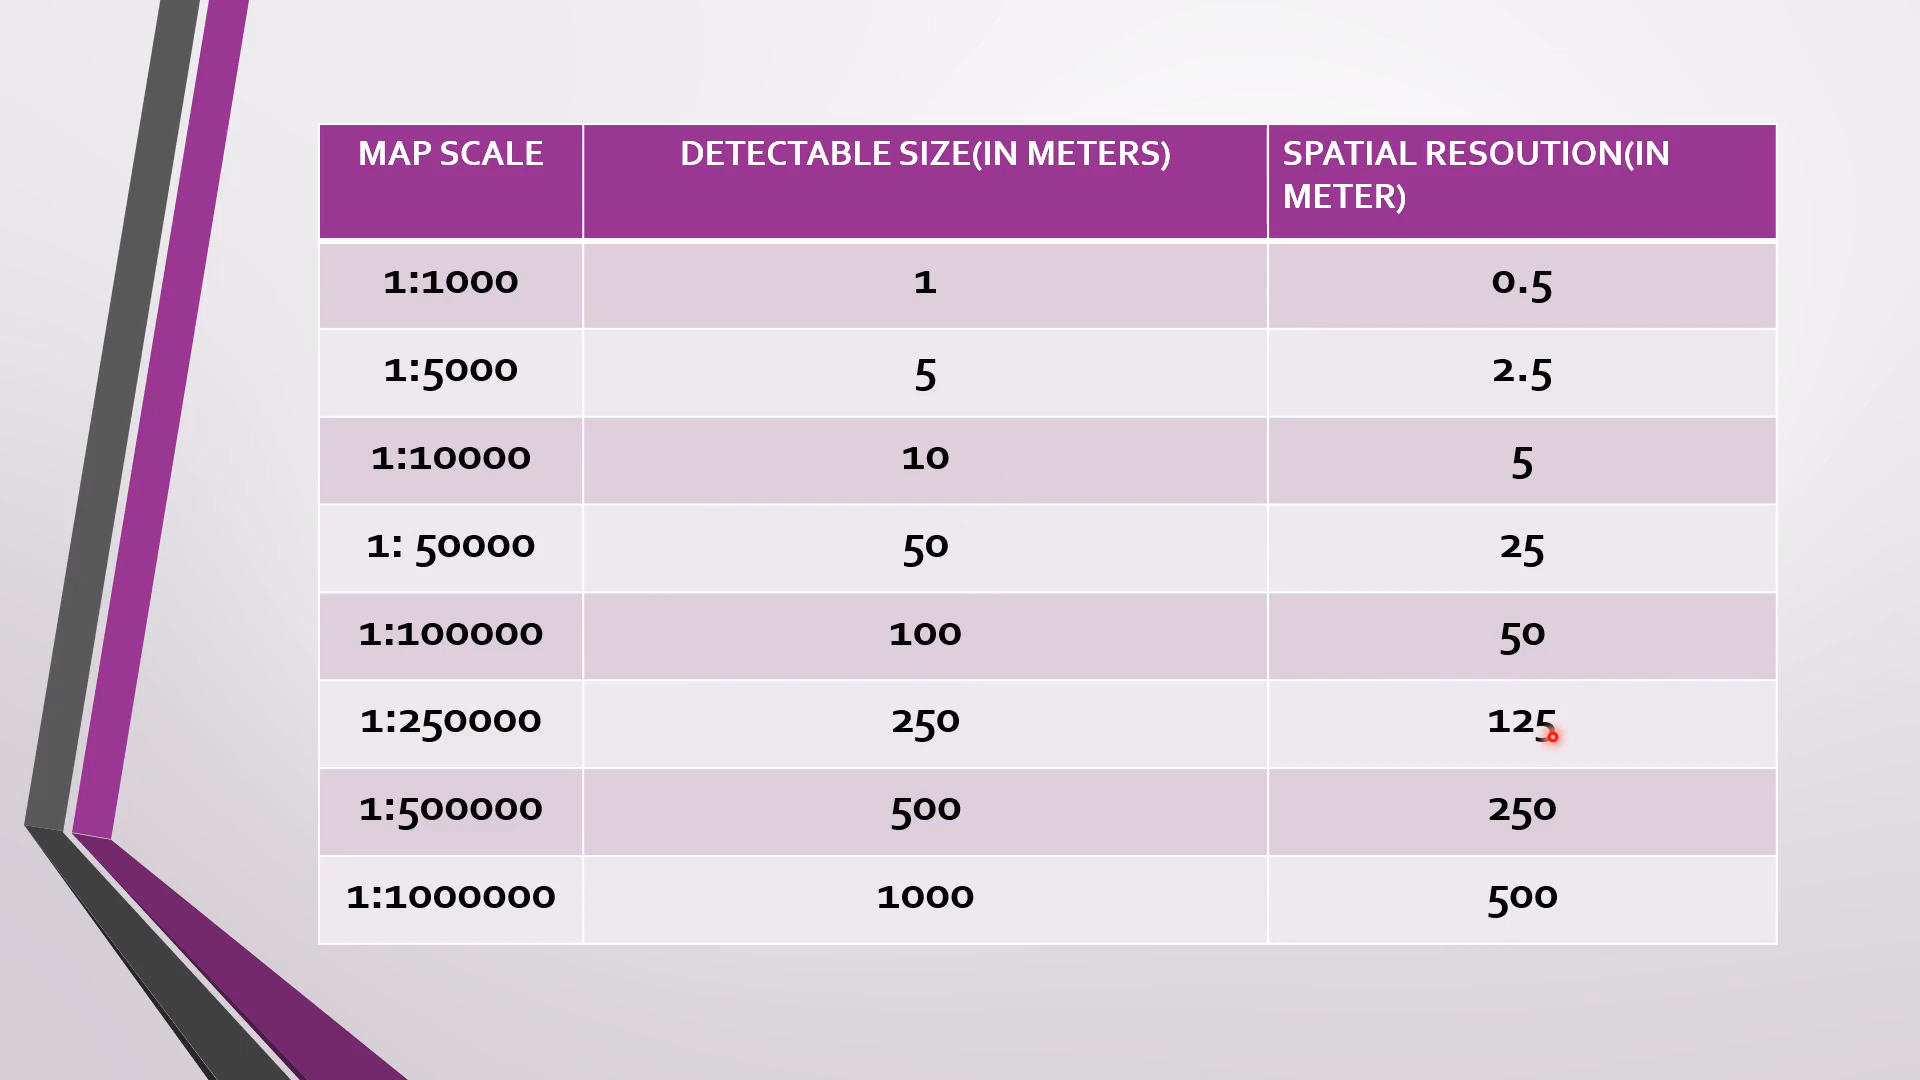 MAP SCALE DETECTABLE SIZE(IN METERS) SPATIAL RESOUTION(IN
METER)
1:1000 1 0.5
1:5000 5 2.5
1:10000 10 5
1: 50000 50 25
1:100000 100 50
1:250000 250 125
1:500000 500 250
1:1000000 1000 500